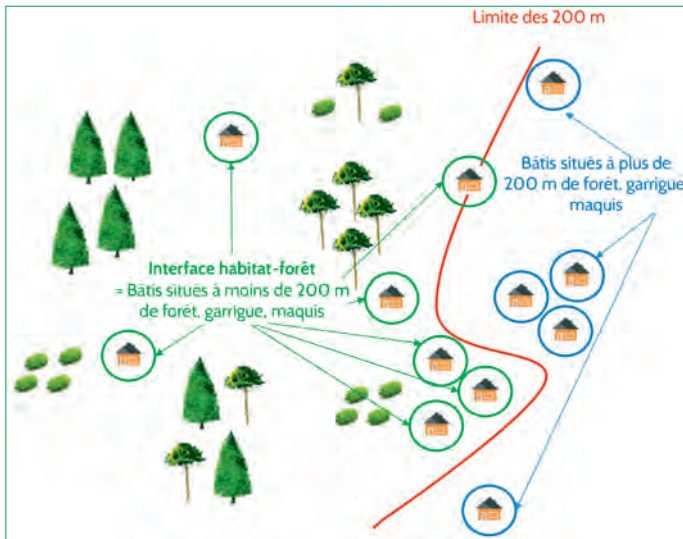 Limite des 200 m
Bâtis situés à plus de
200 m de forêt, garrigue,
maquis
Interface habitat-forêt
= Bâtis situés à moins de 200 m
de forêt, garrigue, maquis